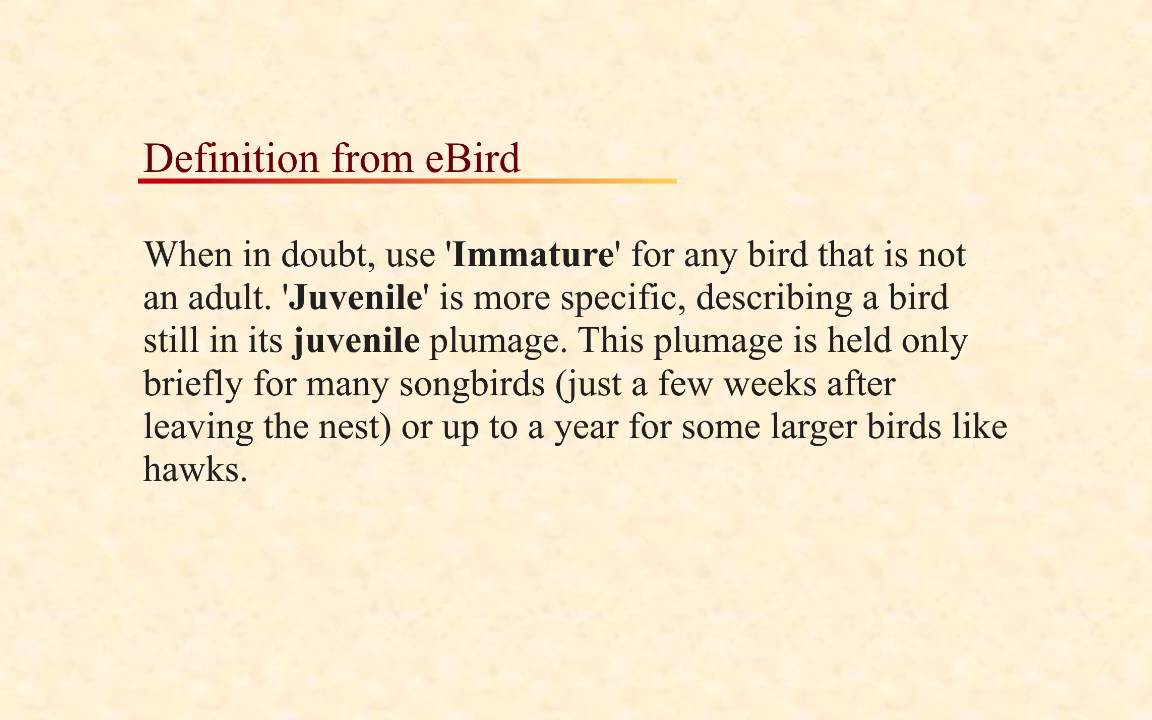 Definition from eBird
When in doubt, use 'Immature' for any bird that is not
an adult. 'Juvenile' is more specific, describing a bird
still in its juvenile plumage. This plumage is held only
briefly for many songbirds (just a few weeks after
leaving the nest) or up to a year for some larger birds like
hawks.